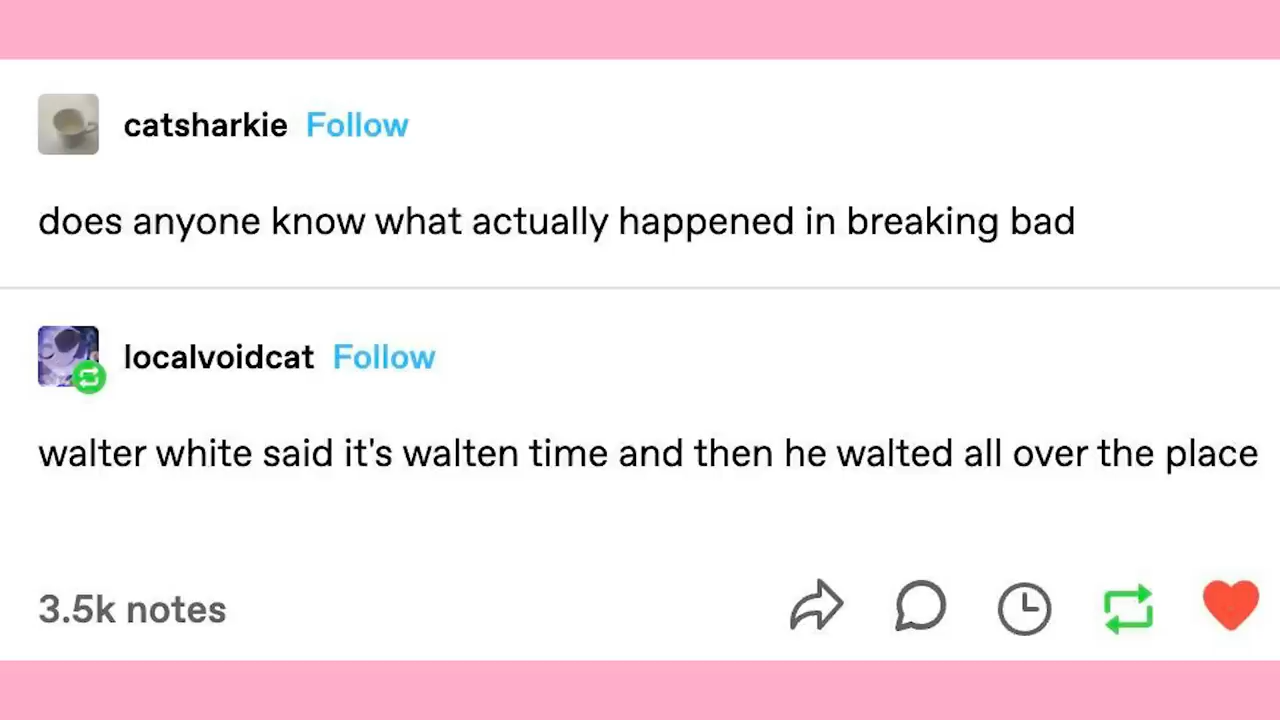 catsharkie Follow
does anyone know what actually happened in breaking bad
localvoidcat Follow
walter white said it's walten time and then he walted all over the place
3.5k notes